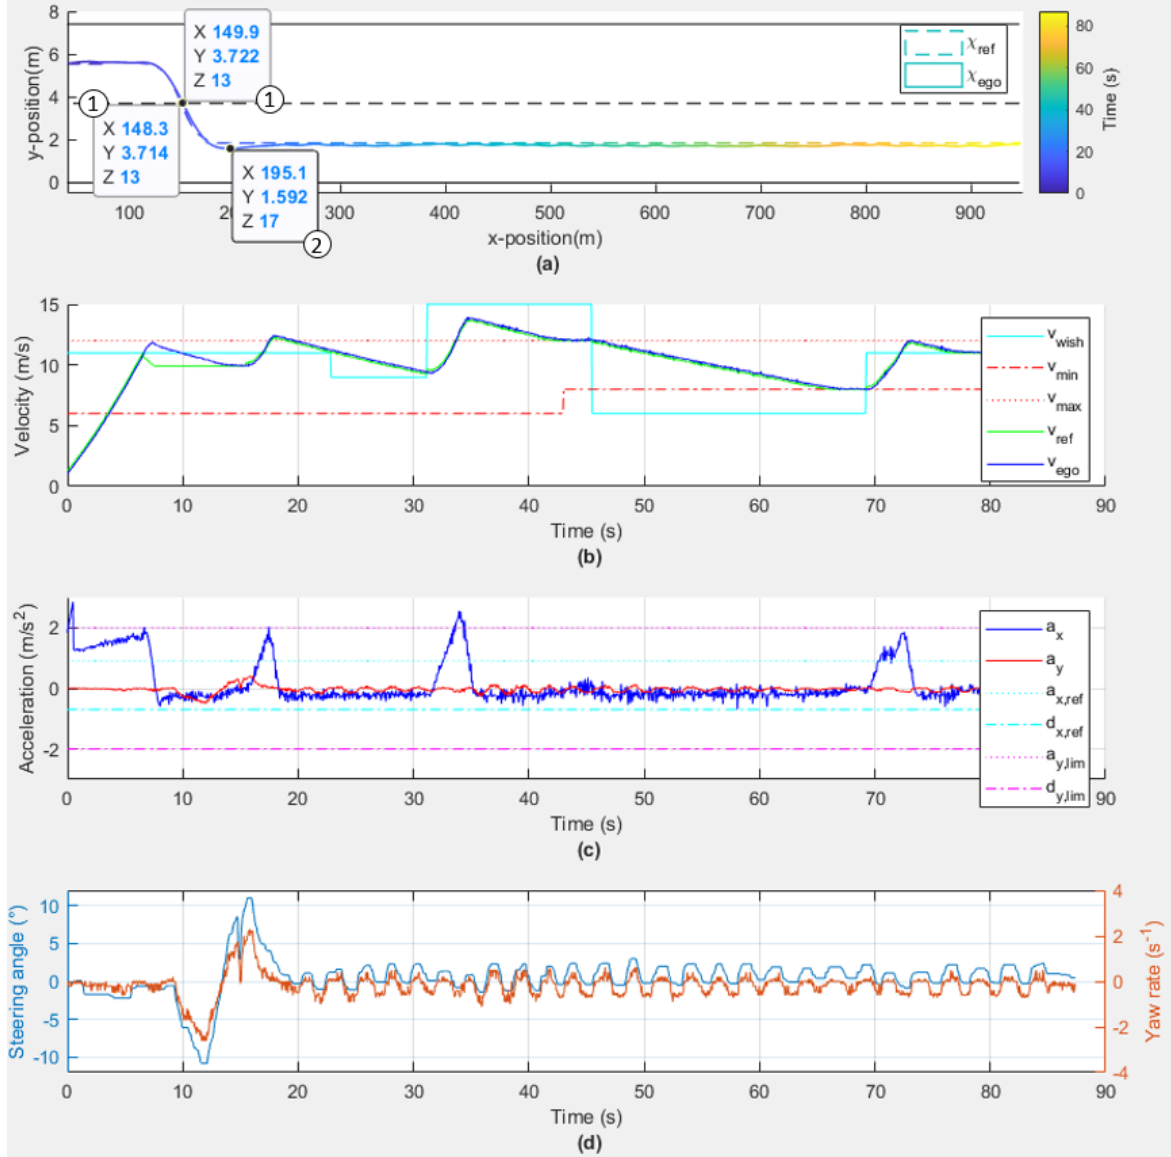 8
6
4
2
0
y-position(m)
X 149.9
Y 3.722
Z 13
1
1
X 148.3
Y 3.714
Z 13
X 195.1
Y 1.592
Z 17
2
χref
χego
80
60
40
20
0
Time (s)
100 20 300 400 500 600 700 800 900
x-position(m)
(a)
15
10
5
0
Velocity (m/s)
vwish
vmin
vmax
vref
vego
0 10 20 30 40 50 60 70 80 90
Time (s)
(b)
2
0
-2
Acceleration (m/s²)
ax
ay
ax,ref
dx,ref
ay,lim
dy,lim
0 10 20 30 40 50 60 70 80 90
Time (s)
(c)
10
5
0
-5
-10
Steering angle (°)
4
2
0
-2
-4
Yaw rate (s⁻¹)
0 10 20 30 40 50 60 70 80 90
Time (s)
(d)